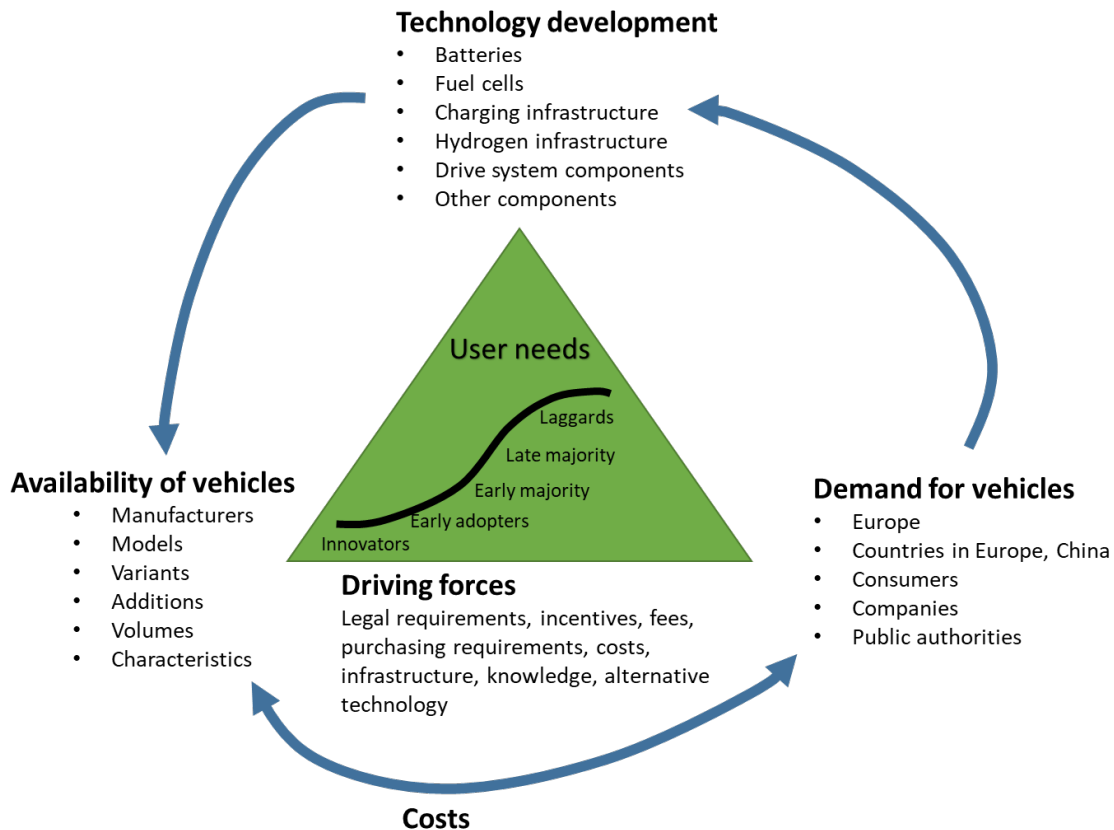 Technology development
• Batteries
• Fuel cells
• Charging infrastructure
• Hydrogen infrastructure
• Drive system components
• Other components
User needs
Laggards
Late majority
Early majority
Early adopters
Innovators
Availability of vehicles
• Manufacturers
• Models
• Variants
• Additions
• Volumes
• Characteristics
Demand for vehicles
• Europe
• Countries in Europe, China
• Consumers
• Companies
• Public authorities
Driving forces
Legal requirements, incentives, fees,
purchasing requirements, costs,
infrastructure, knowledge, alternative
technology
Costs